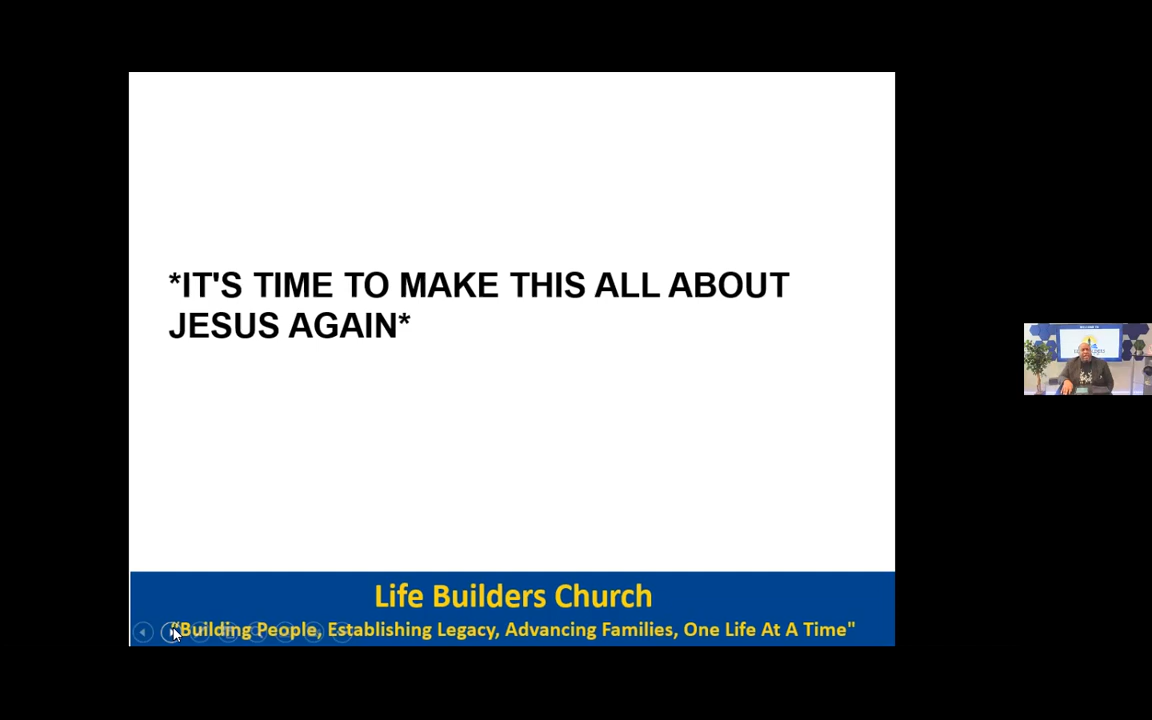 *IT'S TIME TO MAKE THIS ALL ABOUT
JESUS AGAIN*
Life Builders Church
"Building People, Establishing Legacy, Advancing Families, One Life At A Time"